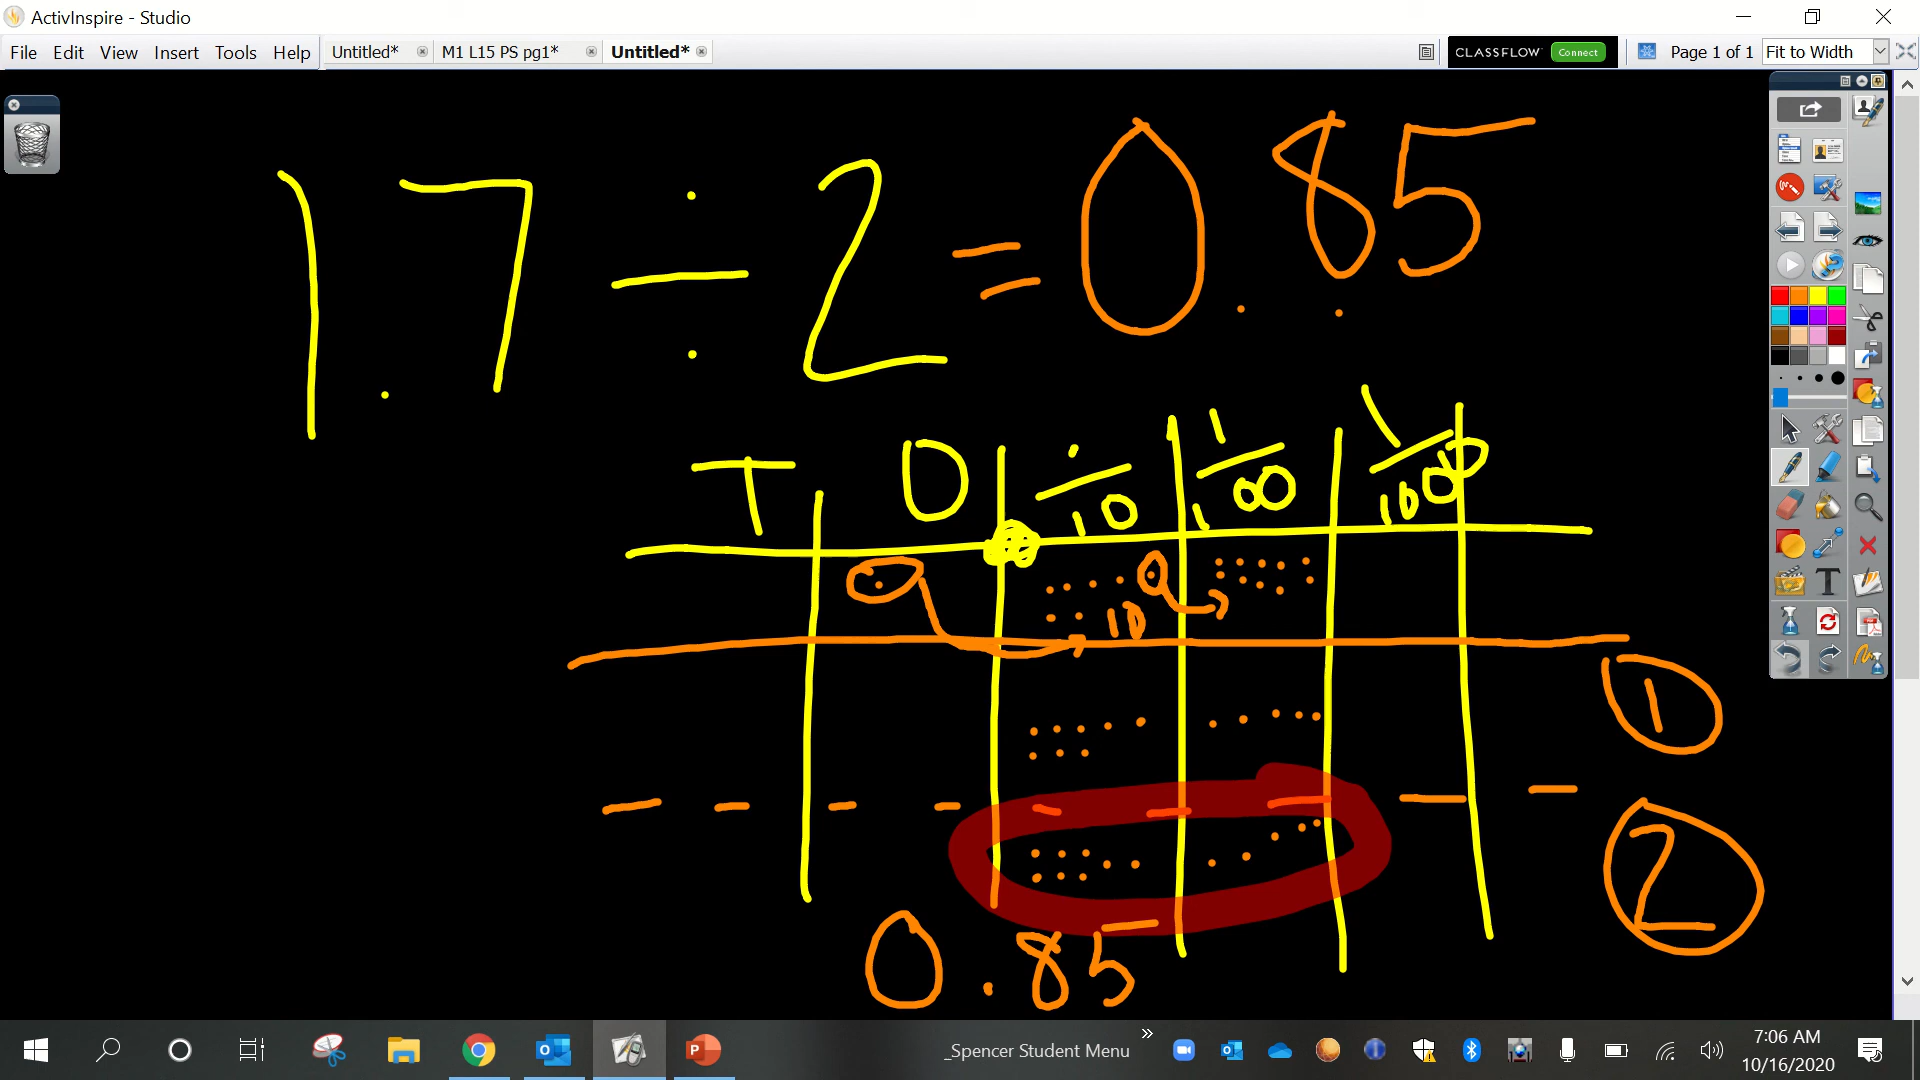 ActivInspire - Studio
File Edit View Insert Tools Help Untitled* M1 L15 PS pg1* Untitled* CLASSFLOW Connect Page 1 of 1 Fit to Width
1.7 ÷ 2 = 0.85
T O 1/10 1/100 1/1000
10
1
2
0.85
_Spencer Student Menu
7:06 AM
10/16/2020